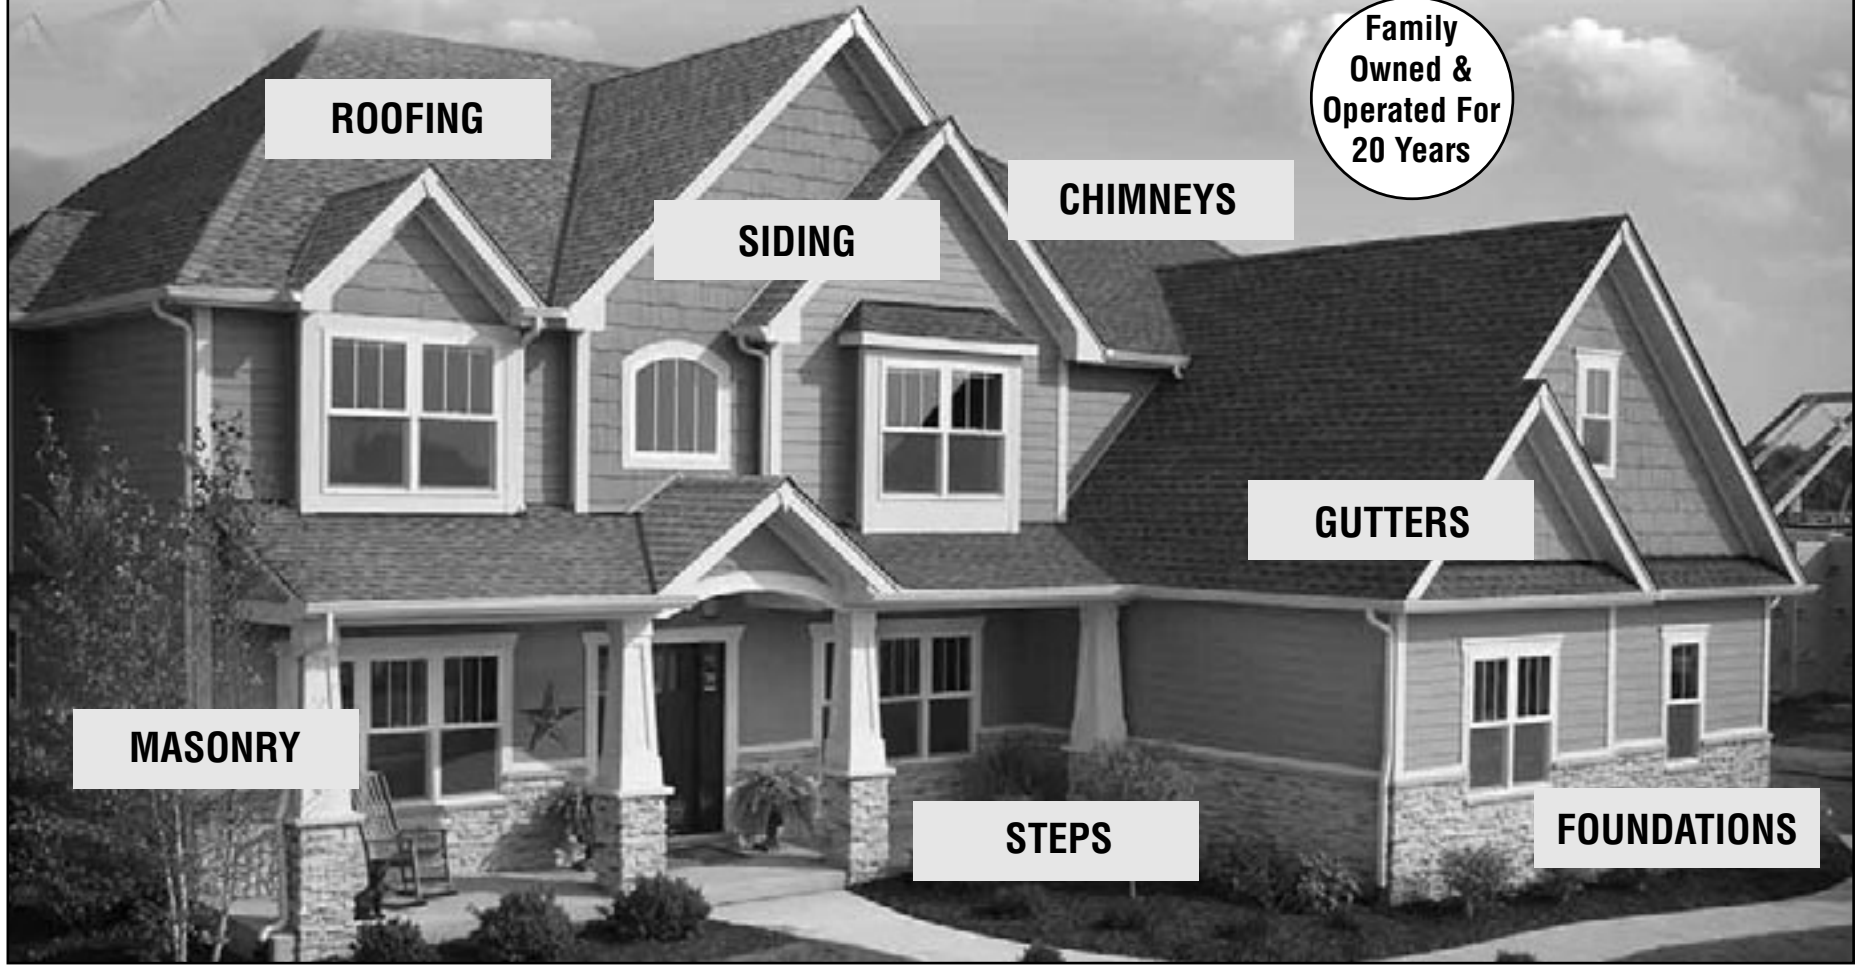 Family
Owned &
Operated For
20 Years
ROOFING
CHIMNEYS
SIDING
GUTTERS
MASONRY
STEPS
FOUNDATIONS